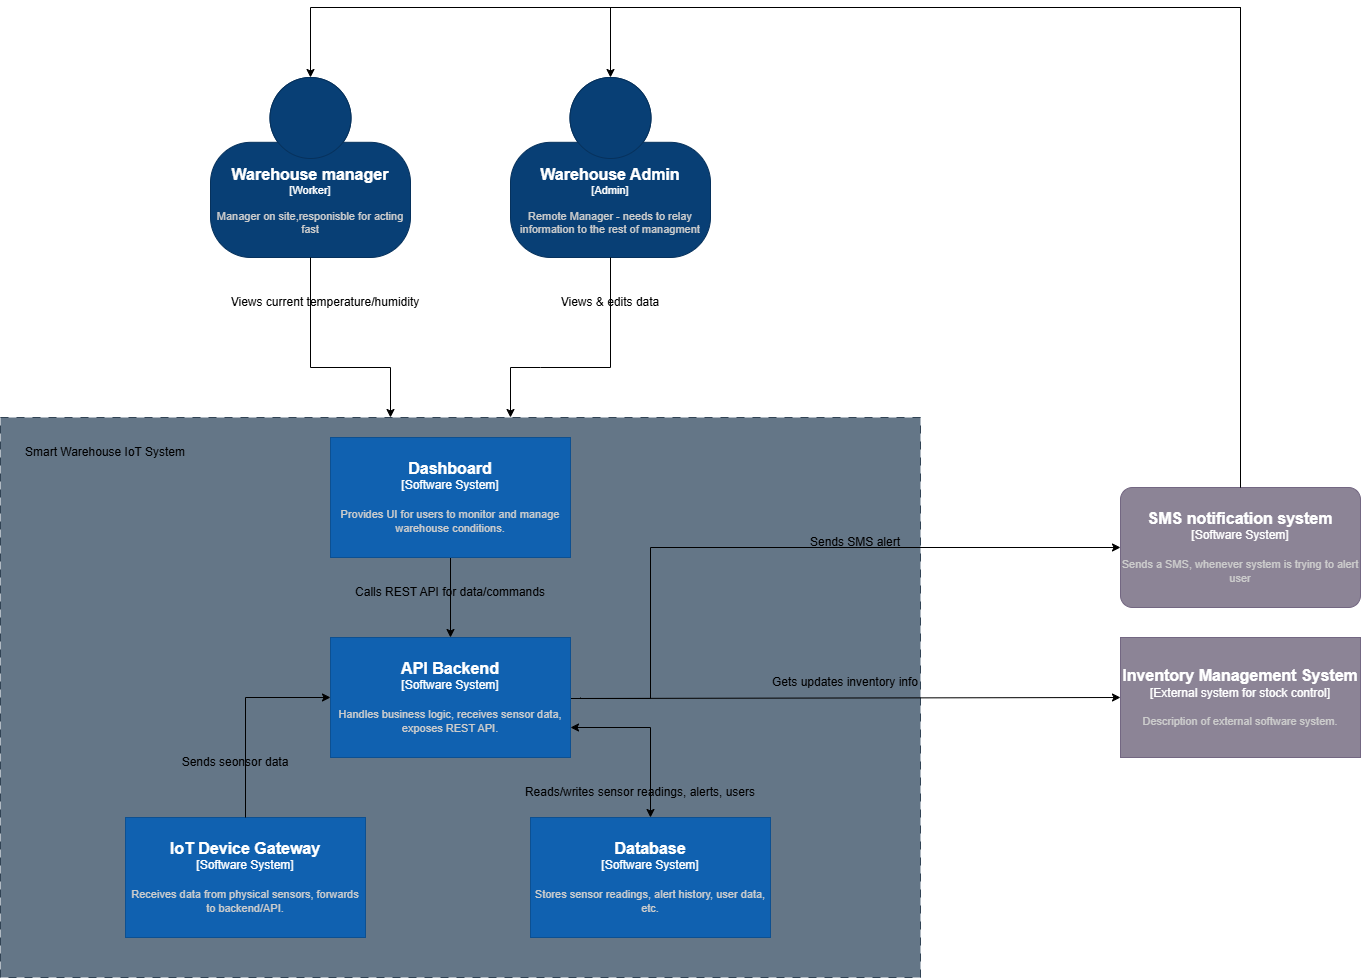 Warehouse manager
[Worker]
Manager on site,responisble for acting
fast
Warehouse Admin
[Admin]
Remote Manager - needs to relay
information to the rest of managment
Views current temperature/humidity
Views & edits data
Smart Warehouse IoT System
Dashboard
[Software System]
Provides UI for users to monitor and manage
warehouse conditions.
Calls REST API for data/commands
Sends SMS alert
SMS notification system
[Software System]
Sends a SMS, whenever system is trying to alert
user
API Backend
[Software System]
Handles business logic, receives sensor data,
exposes REST API.
Gets updates inventory info
Inventory Management System
[External system for stock control]
Description of external software system.
Sends seonsor data
Reads/writes sensor readings, alerts, users
IoT Device Gateway
[Software System]
Receives data from physical sensors, forwards
to backend/API.
Database
[Software System]
Stores sensor readings, alert history, user data,
etc.